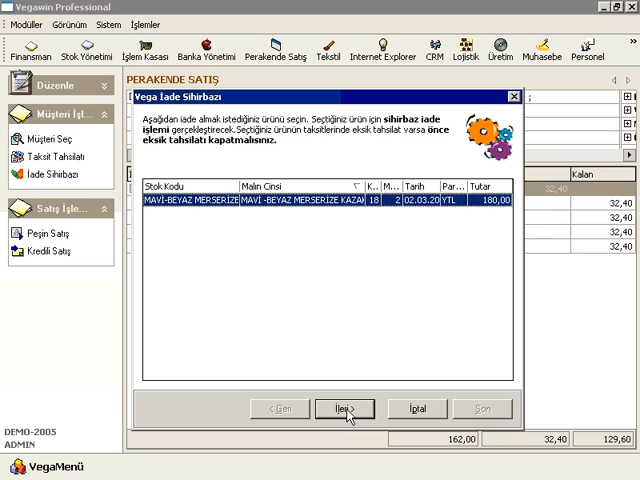 Vegawin Professional
Modüller Görünüm Sistem İşlemler
Finansman Stok Yönetimi İşlem Kasası Banka Yönetimi Perakende Satış Tekstil Internet Explorer CRM Lojistik Üretim Muhasebe Personel
Düzenle
Müşteri İşl...
Müşteri Seç
Taksit Tahsilatı
İade Sihirbazı
Satış İşle...
Peşin Satış
Kredili Satış
DEMO-2005
ADMIN
VegaMenü
PERAKENDE SATIŞ
Vega İade Sihirbazı
Aşağıdan iade almak istediğiniz ürünü seçin. Seçtiğiniz ürün için sihirbaz iade
işlemi gerçekleştirecek.Seçtiğiniz ürünün taksitlerinde eksik tahsilat varsa önce
eksik tahsilatı kapatmalısınız.
Stok Kodu Malın Cinsi K... M... Tarih Par... Tutar
MAVİ-BEYAZ MERSERİZE MAVİ -BEYAZ MERSERİZE KAZAK 18 2 02.03.20 YTL 180,00
< Geri İleri > İptal Son
Kalan
32,40
32,40
32,40
32,40
32,40
162,00 32,40 129,60